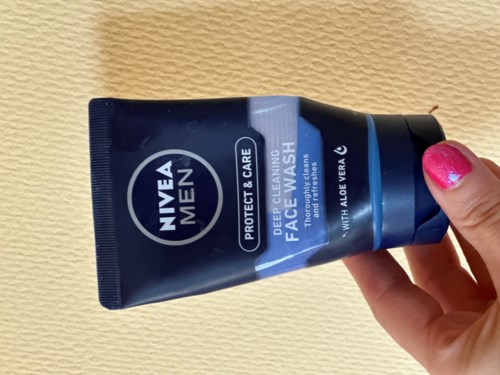 NIVEA
MEN
PROTECT & CARE
DEEP CLEANING
FACE WASH
Thoroughly cleans
and refreshes
WITH ALOE VERA